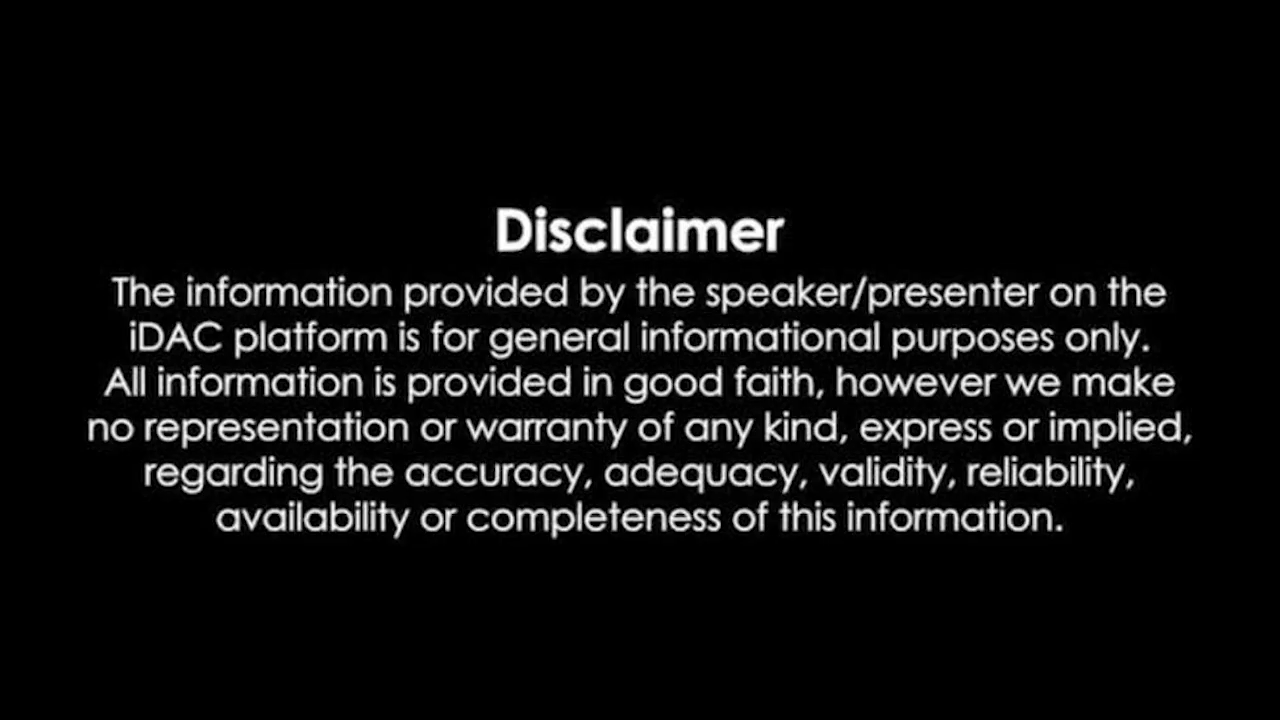 Disclaimer
The information provided by the speaker/presenter on the
iDAC platform is for general informational purposes only.
All information is provided in good faith, however we make
no representation or warranty of any kind, express or implied,
regarding the accuracy, adequacy, validity, reliability,
availability or completeness of this information.